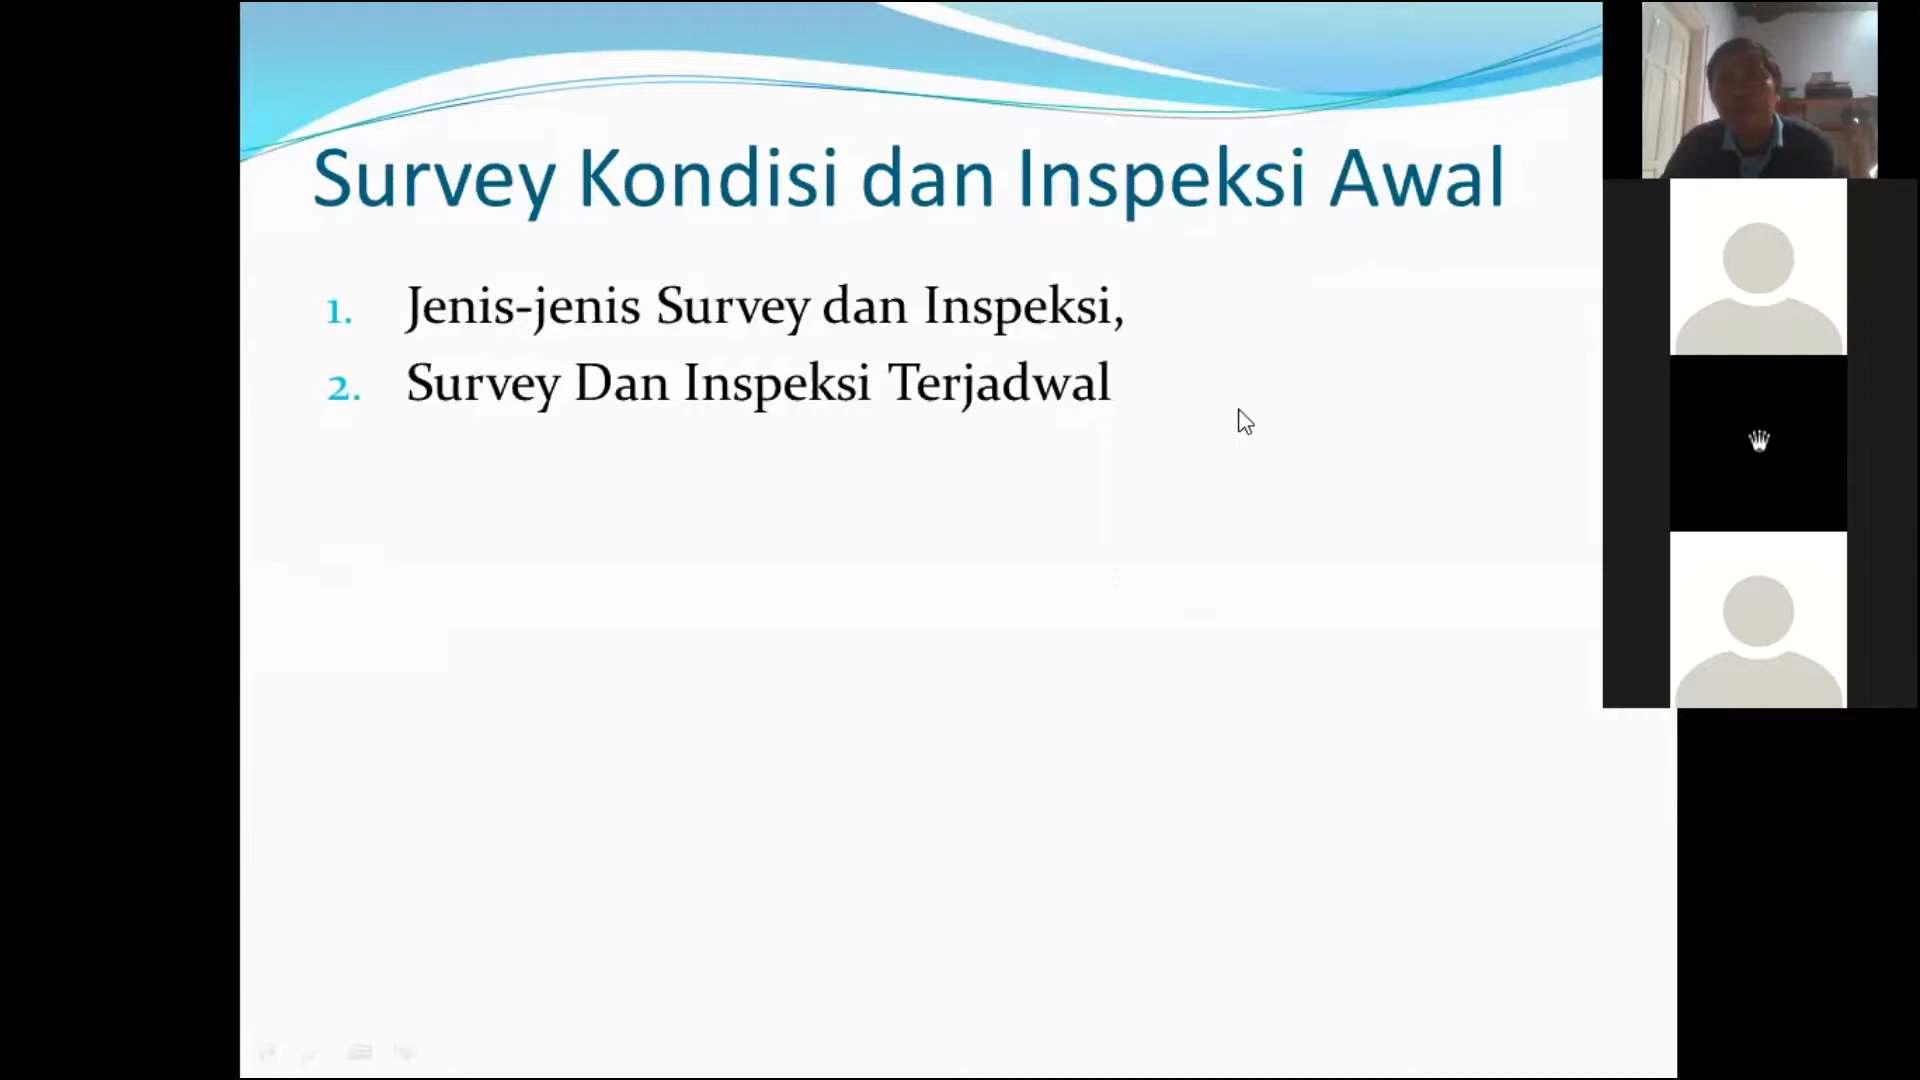 Survey Kondisi dan Inspeksi Awal
1. Jenis-jenis Survey dan Inspeksi,
2. Survey Dan Inspeksi Terjadwal